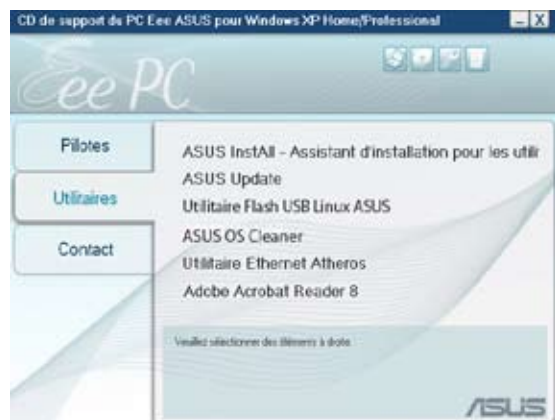 CD de support du PC Eee ASUS pour Windows XP Home/Professional
Eee PC
Pilotes
Utilitaires
Contact
ASUS InstAll - Assistant d'installation pour les utilir
ASUS Update
Utilitaire Flash USB Linux ASUS
ASUS OS Cleaner
Utilitaire Ethernet Atheros
Adobe Acrobat Reader 8
Veuillez sélectionner des éléments à droite
ASUS